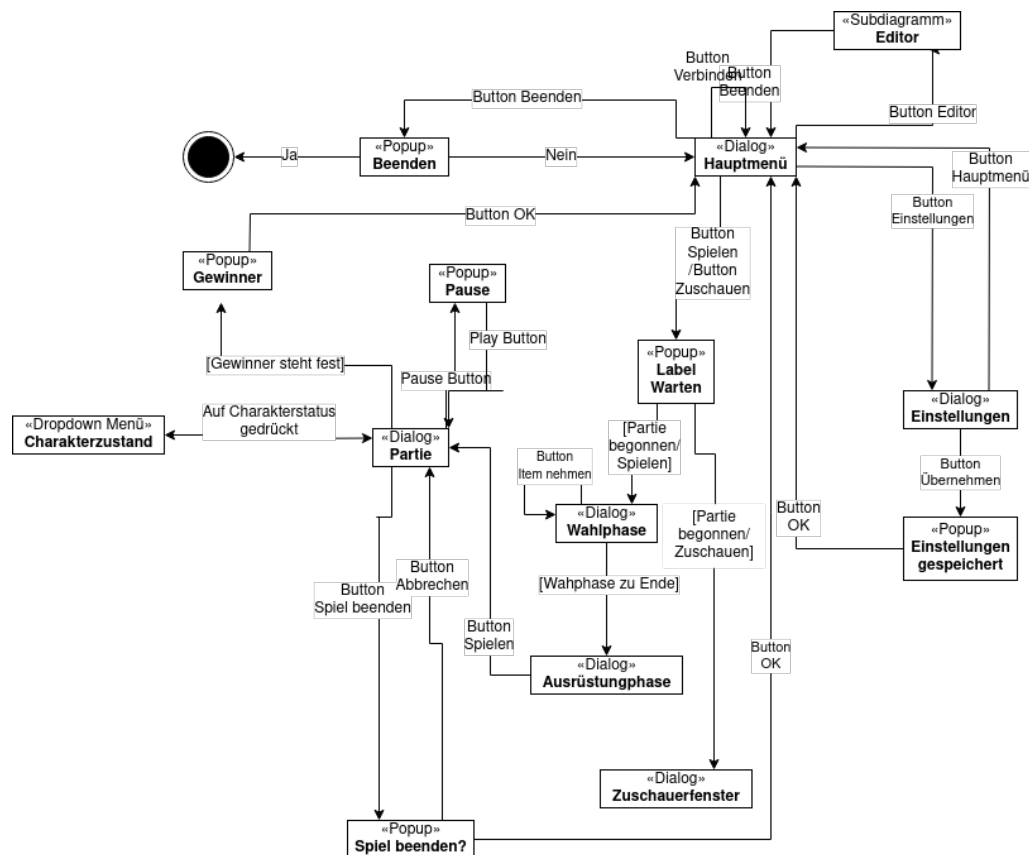 «Subdiagramm»
Editor
Button
Verbinden
Button
Beenden
Button Beenden
Button Editor
Ja
«Popup»
Beenden
Nein
«Dialog»
Hauptmenü
Button
Hauptmenü
Button
Einstellungen
Button OK
Button
Spielen
/Button
Zuschauen
«Popup»
Gewinner
«Popup»
Pause
Play Button
[Gewinner steht fest]
Pause Button
«Popup»
Label
Warten
«Dropdown Menü»
Charakterzustand
Auf Charakterstatus
gedrückt
«Dialog»
Partie
[Partie
begonnen/
Spielen]
«Dialog»
Einstellungen
Button
Item nehmen
Button
Übernehmen
«Dialog»
Wahlphase
[Partie
begonnen/
Zuschauen]
Button
OK
«Popup»
Einstellungen
gespeichert
Button
Spiel beenden
Button
Abbrechen
[Wahphase zu Ende]
Button
Spielen
Button
OK
«Dialog»
Ausrüstungphase
«Dialog»
Zuschauerfenster
«Popup»
Spiel beenden?